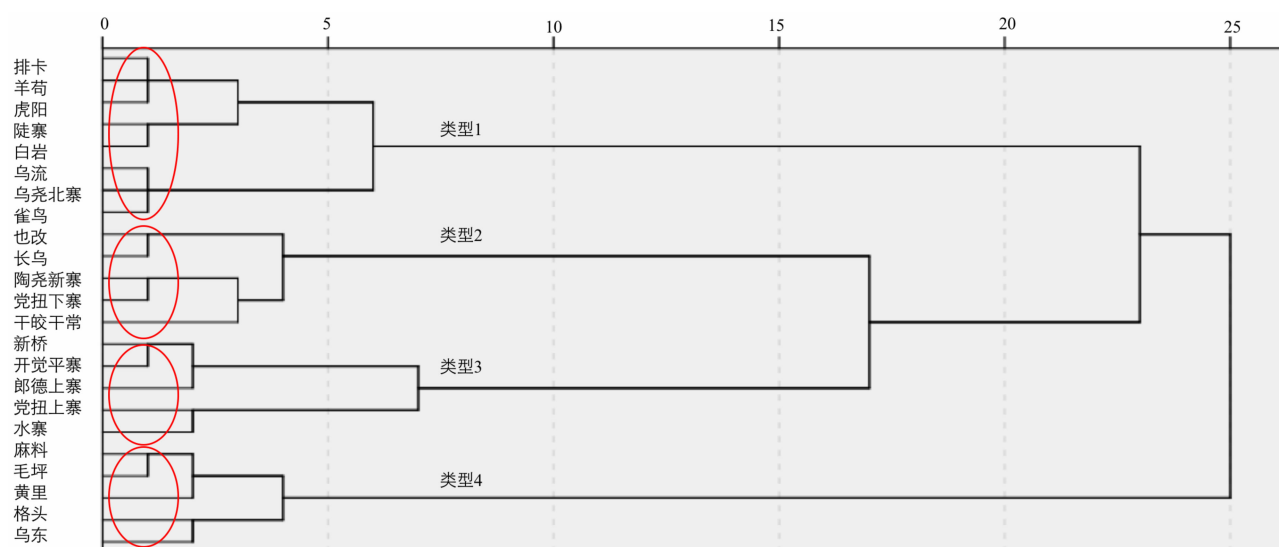 0 5 10 15 20 25
排卡
羊苟
虎阳
陡寨
类型1
白岩
乌流
乌尧北寨
雀鸟
也改
类型2
长乌
陶尧新寨
党扭下寨
干皎干常
新桥
开觉平寨
类型3
郎德上寨
党扭上寨
水寨
麻料
毛坪
类型4
黄里
格头
乌东